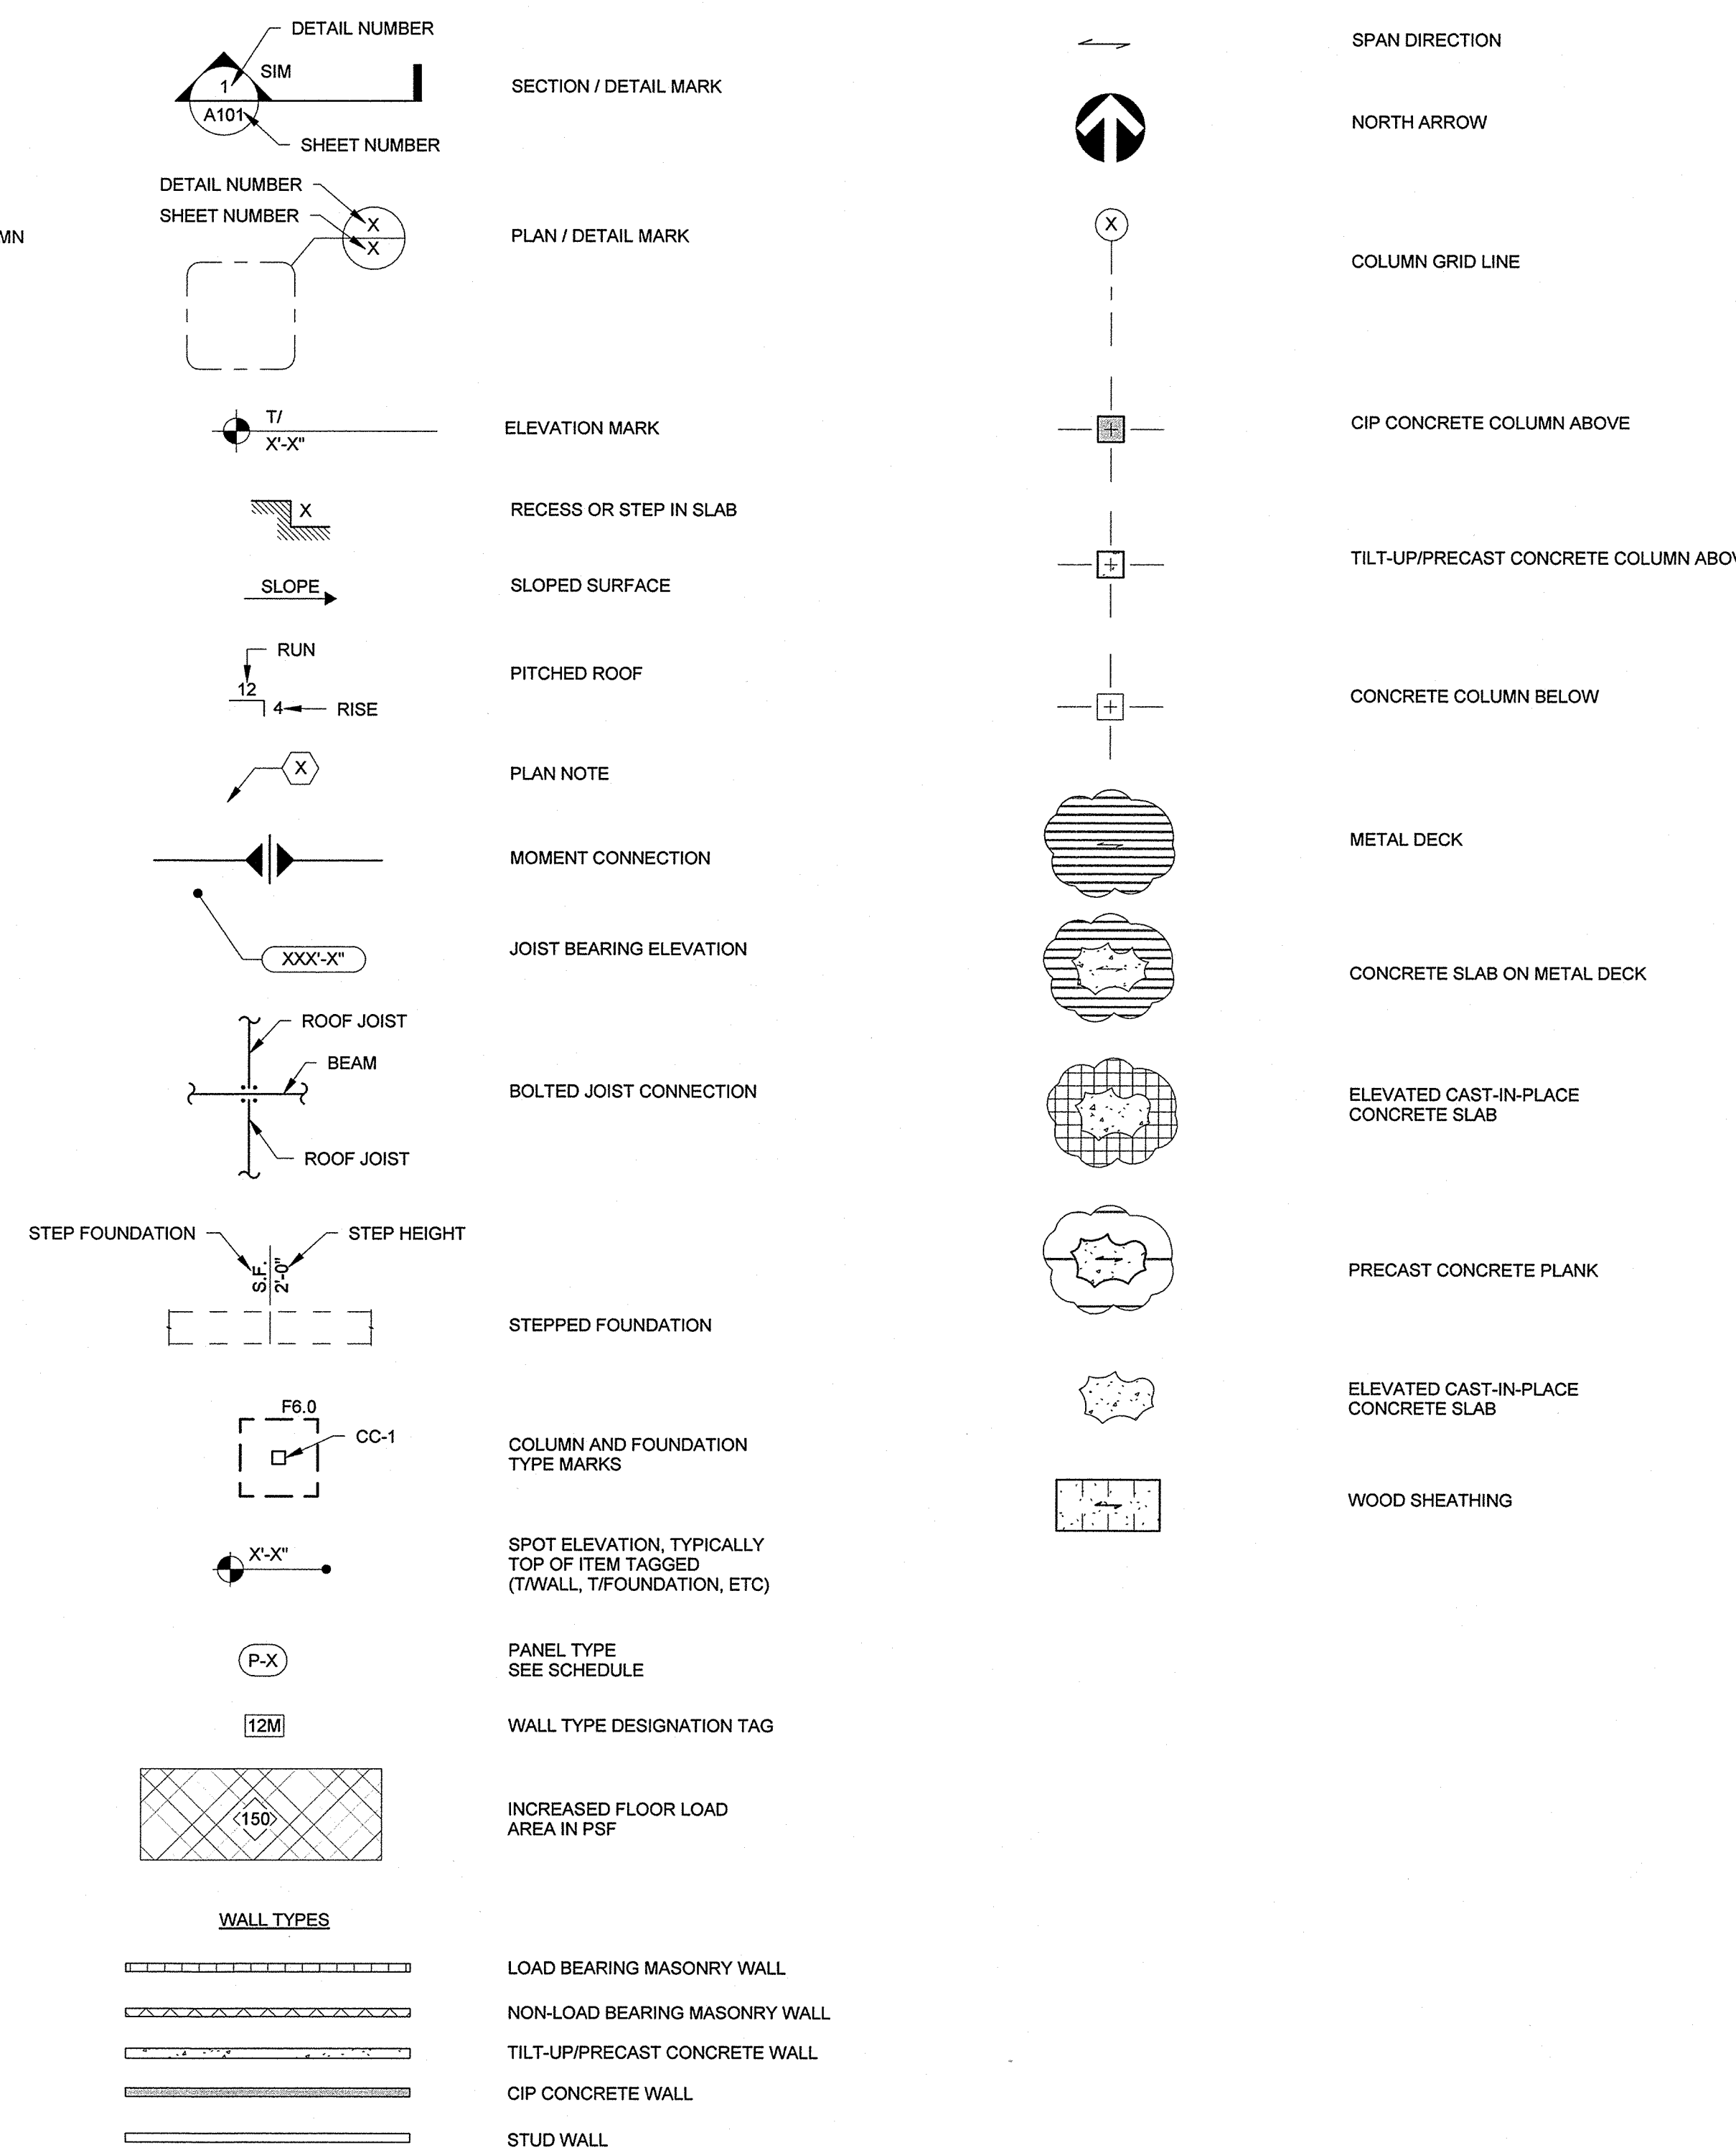 DETAIL NUMBER
SIM
1
A101
SHEET NUMBER
SECTION / DETAIL MARK
DETAIL NUMBER
SHEET NUMBER
X
X
PLAN / DETAIL MARK
MN
T/
X'-X"
ELEVATION MARK
X
RECESS OR STEP IN SLAB
SLOPE
SLOPED SURFACE
RUN
12
4
RISE
PITCHED ROOF
X
PLAN NOTE
MOMENT CONNECTION
XXX'-X"
JOIST BEARING ELEVATION
ROOF JOIST
BEAM
ROOF JOIST
BOLTED JOIST CONNECTION
STEP FOUNDATION
STEP HEIGHT
S.F.
2'-0"
STEPPED FOUNDATION
F6.0
CC-1
COLUMN AND FOUNDATION
TYPE MARKS
X'-X"
SPOT ELEVATION, TYPICALLY
TOP OF ITEM TAGGED
(T/WALL, T/FOUNDATION, ETC)
P-X
PANEL TYPE
SEE SCHEDULE
12M
WALL TYPE DESIGNATION TAG
150
INCREASED FLOOR LOAD
AREA IN PSF
WALL TYPES
LOAD BEARING MASONRY WALL
NON-LOAD BEARING MASONRY WALL
TILT-UP/PRECAST CONCRETE WALL
CIP CONCRETE WALL
STUD WALL
SPAN DIRECTION
NORTH ARROW
X
COLUMN GRID LINE
CIP CONCRETE COLUMN ABOVE
TILT-UP/PRECAST CONCRETE COLUMN ABOV
CONCRETE COLUMN BELOW
METAL DECK
CONCRETE SLAB ON METAL DECK
ELEVATED CAST-IN-PLACE
CONCRETE SLAB
PRECAST CONCRETE PLANK
ELEVATED CAST-IN-PLACE
CONCRETE SLAB
WOOD SHEATHING